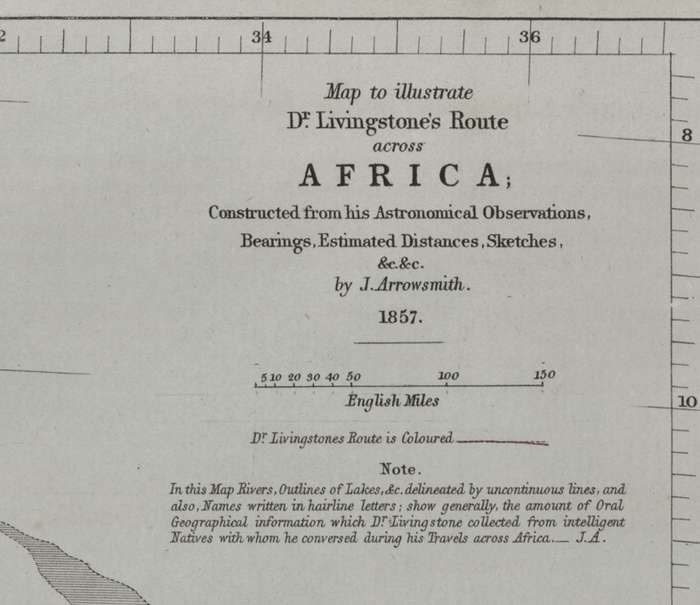 2 34 36
Map to illustrate
Dr. Livingstone's Route
across
AFRICA;
8
Constructed from his Astronomical Observations,
Bearings, Estimated Distances, Sketches,
&c. &c.
by J. Arrowsmith.
1857.
5 10 20 30 40 50 100 150
English Miles
10
Dr. Livingstones Route is Coloured
Note.
In this Map Rivers, Outlines of Lakes, &c. delineated by uncontinuous lines, and
also, Names written in hairline letters; show generally, the amount of Oral
Geographical information which Dr. Livingstone collected from intelligent
Natives with whom he conversed during his Travels across Africa.— J.A.